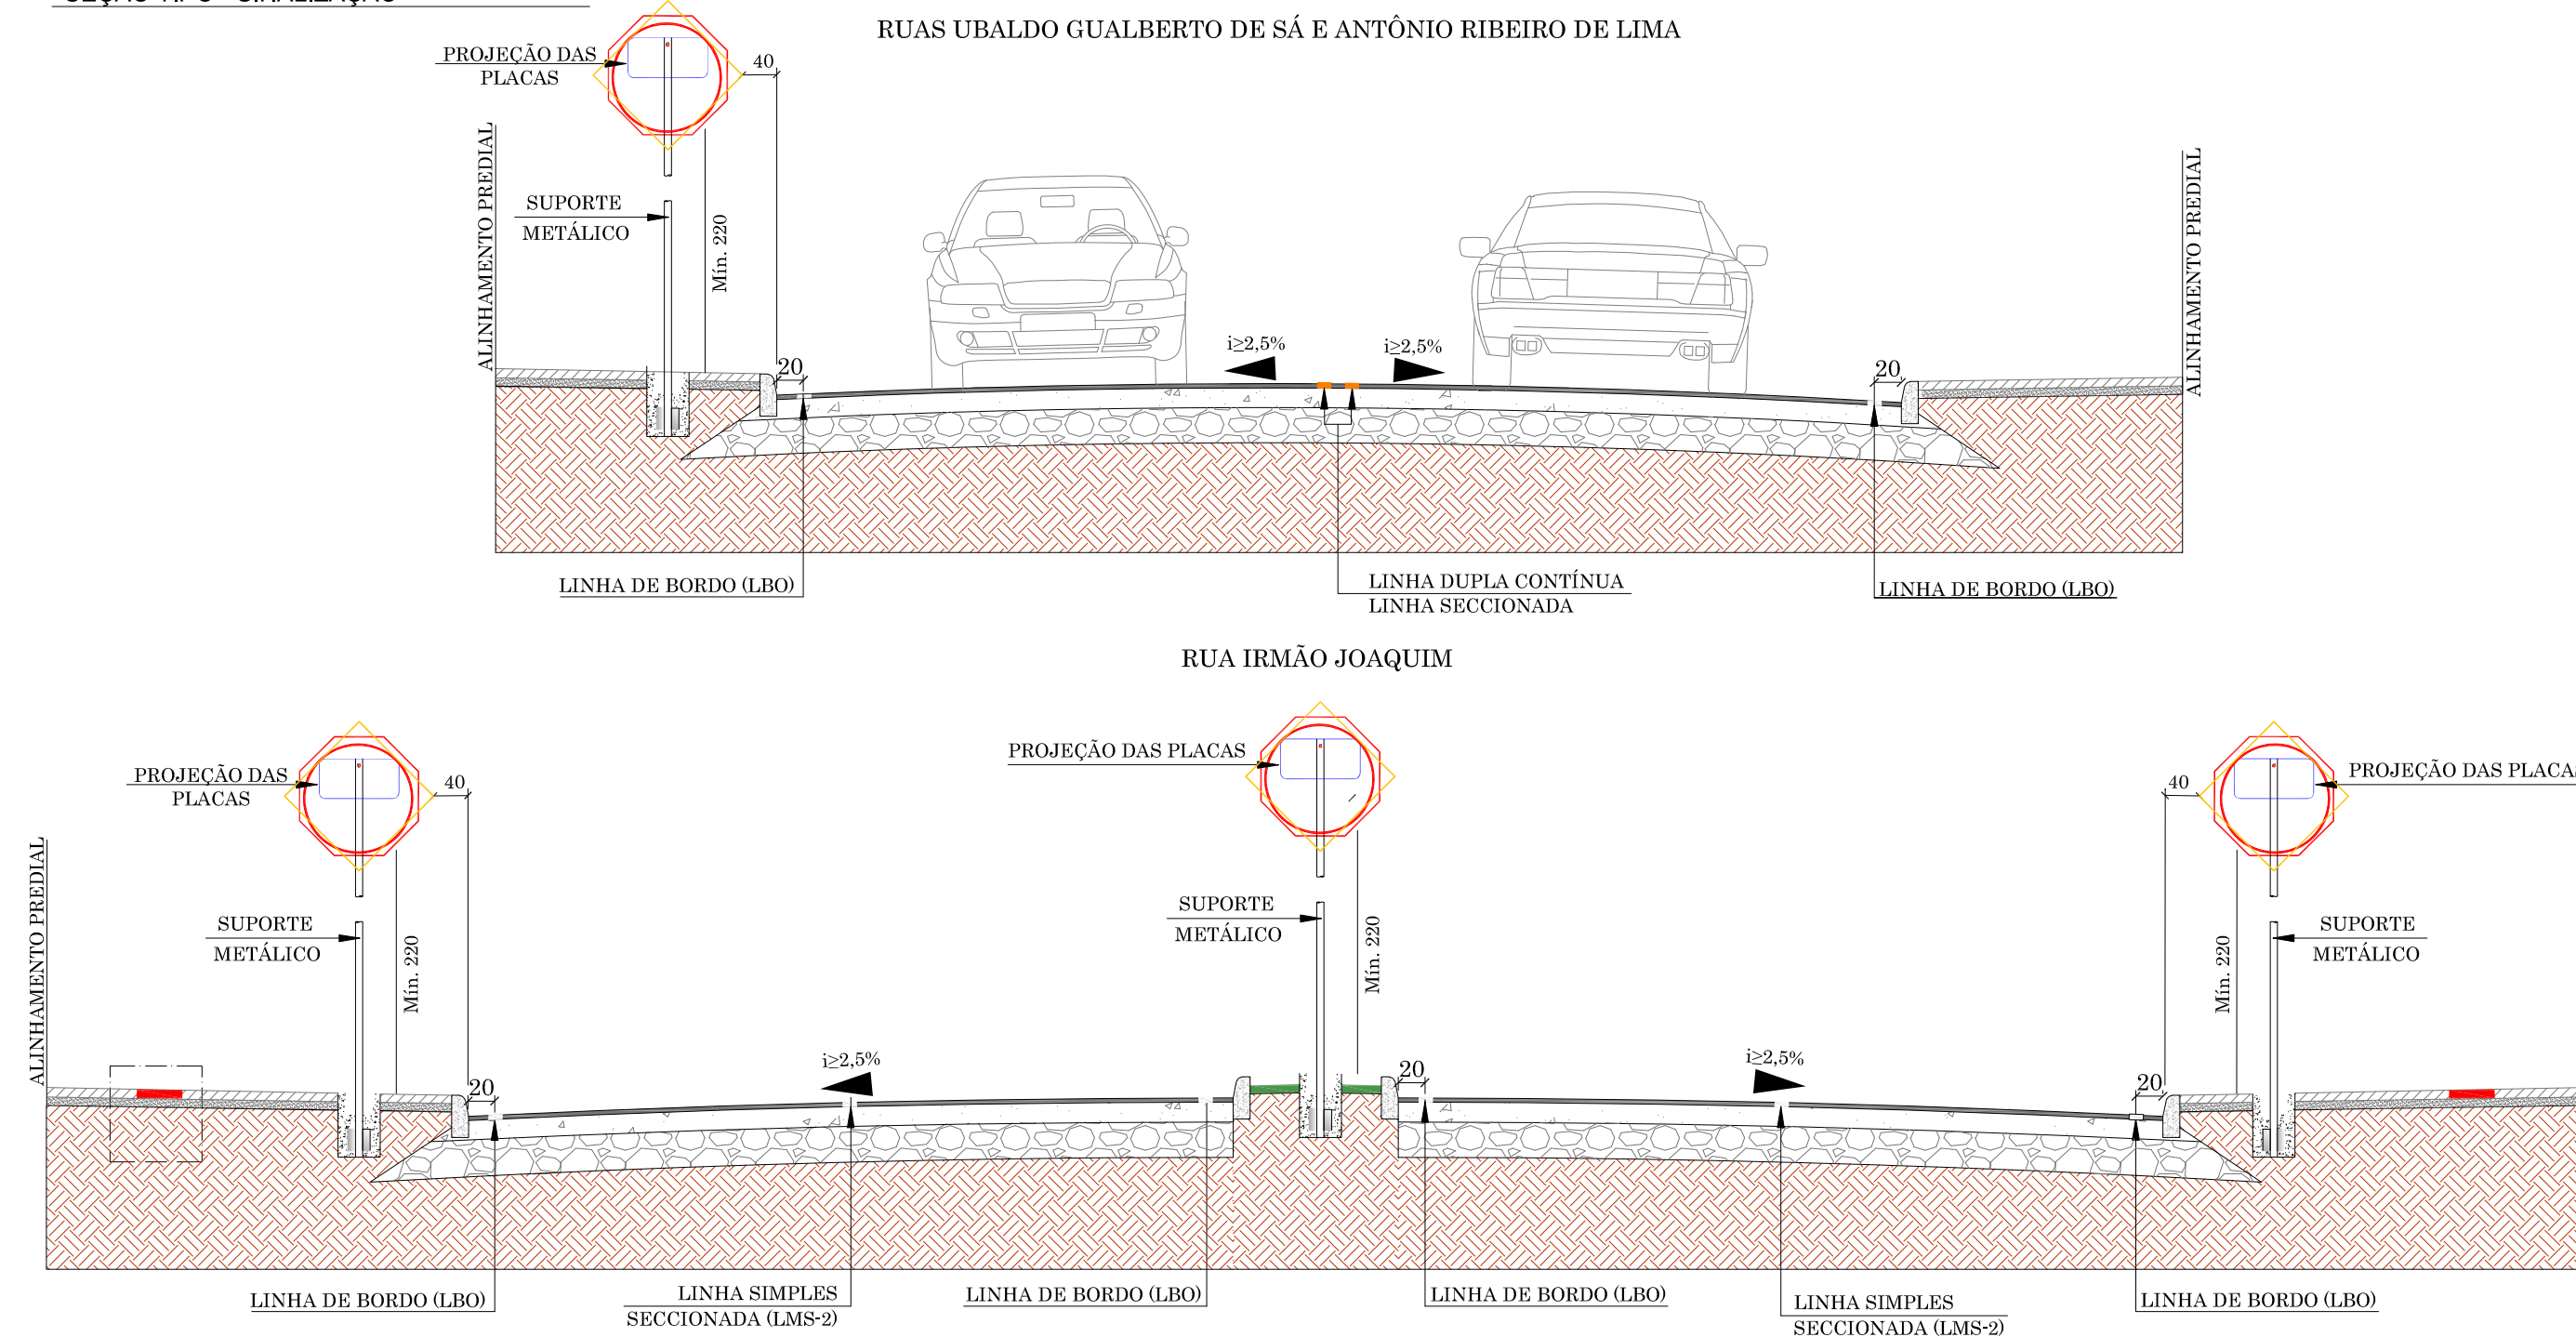 RUAS UBALDO GUALBERTO DE SÁ E ANTÔNIO RIBEIRO DE LIMA
PROJEÇÃO DAS
PLACAS
40
ALINHAMENTO PREDIAL
SUPORTE
METÁLICO
Mín. 220
ALINHAMENTO PREDIAL
i≥2,5%
i≥2,5%
20
20
LINHA DE BORDO (LBO)
LINHA DUPLA CONTÍNUA
LINHA SECCIONADA
LINHA DE BORDO (LBO)
RUA IRMÃO JOAQUIM
PROJEÇÃO DAS
PLACAS
40
PROJEÇÃO DAS PLACAS
40
PROJEÇÃO DAS PLACAS
ALINHAMENTO PREDIAL
SUPORTE
METÁLICO
Mín. 220
SUPORTE
METÁLICO
Mín. 220
Mín. 220
SUPORTE
METÁLICO
i≥2,5%
i≥2,5%
20
20
20
LINHA DE BORDO (LBO)
LINHA SIMPLES
SECCIONADA (LMS-2)
LINHA DE BORDO (LBO)
LINHA DE BORDO (LBO)
LINHA SIMPLES
SECCIONADA (LMS-2)
LINHA DE BORDO (LBO)